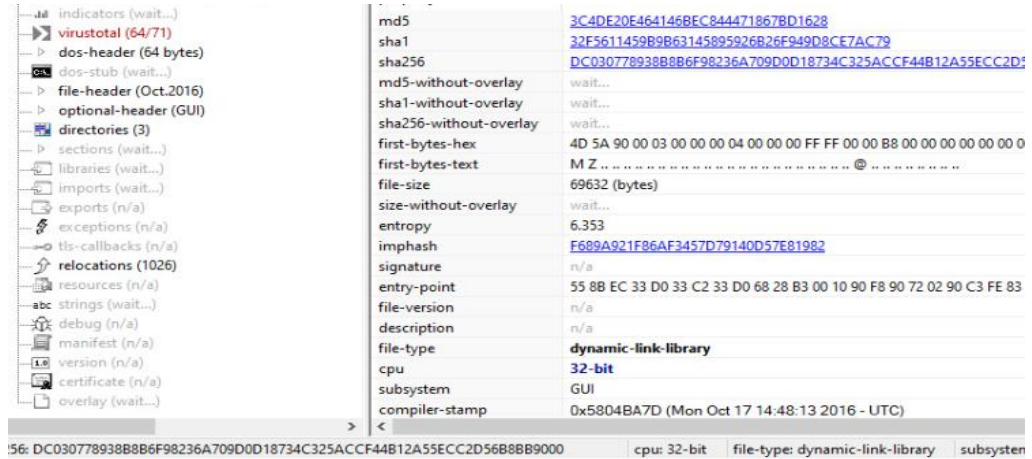 indicators (wait...)
virustotal (64/71)
dos-header (64 bytes)
dos-stub (wait...)
file-header (Oct.2016)
optional-header (GUI)
directories (3)
sections (wait...)
libraries (wait...)
imports (wait...)
exports (n/a)
exceptions (n/a)
tls-callbacks (n/a)
relocations (1026)
resources (n/a)
abc strings (wait...)
debug (n/a)
manifest (n/a)
1.0 version (n/a)
certificate (n/a)
overlay (wait...)
md5 3C4DE20E464146BEC844471867BD1628
sha1 32F5611459B9B63145895926B26F949D8CE7AC79
sha256 DC030778938B8B6F98236A709D0D18734C325ACCF44B12A55ECC2D5
md5-without-overlay wait...
sha1-without-overlay wait...
sha256-without-overlay wait...
first-bytes-hex 4D 5A 90 00 03 00 00 00 04 00 00 00 FF FF 00 00 B8 00 00 00 00 00 00 0
first-bytes-text M Z .. .. .. .. .. .. .. .. .. .. .. .. .. .. .. .. .. .. .. .. @ .. .. .. .. .. .. ..
file-size 69632 (bytes)
size-without-overlay wait...
entropy 6.353
imphash F689A921F86AF3457D79140D57E81982
signature n/a
entry-point 55 8B EC 33 D0 33 C2 33 D0 68 28 B3 00 10 90 F8 90 72 02 90 C3 FE 83
file-version n/a
description n/a
file-type dynamic-link-library
cpu 32-bit
subsystem GUI
compiler-stamp 0x5804BA7D (Mon Oct 17 14:48:13 2016 - UTC)
56: DC030778938B8B6F98236A709D0D18734C325ACCF44B12A55ECC2D56B8BB9000 cpu: 32-bit file-type: dynamic-link-library subsystem